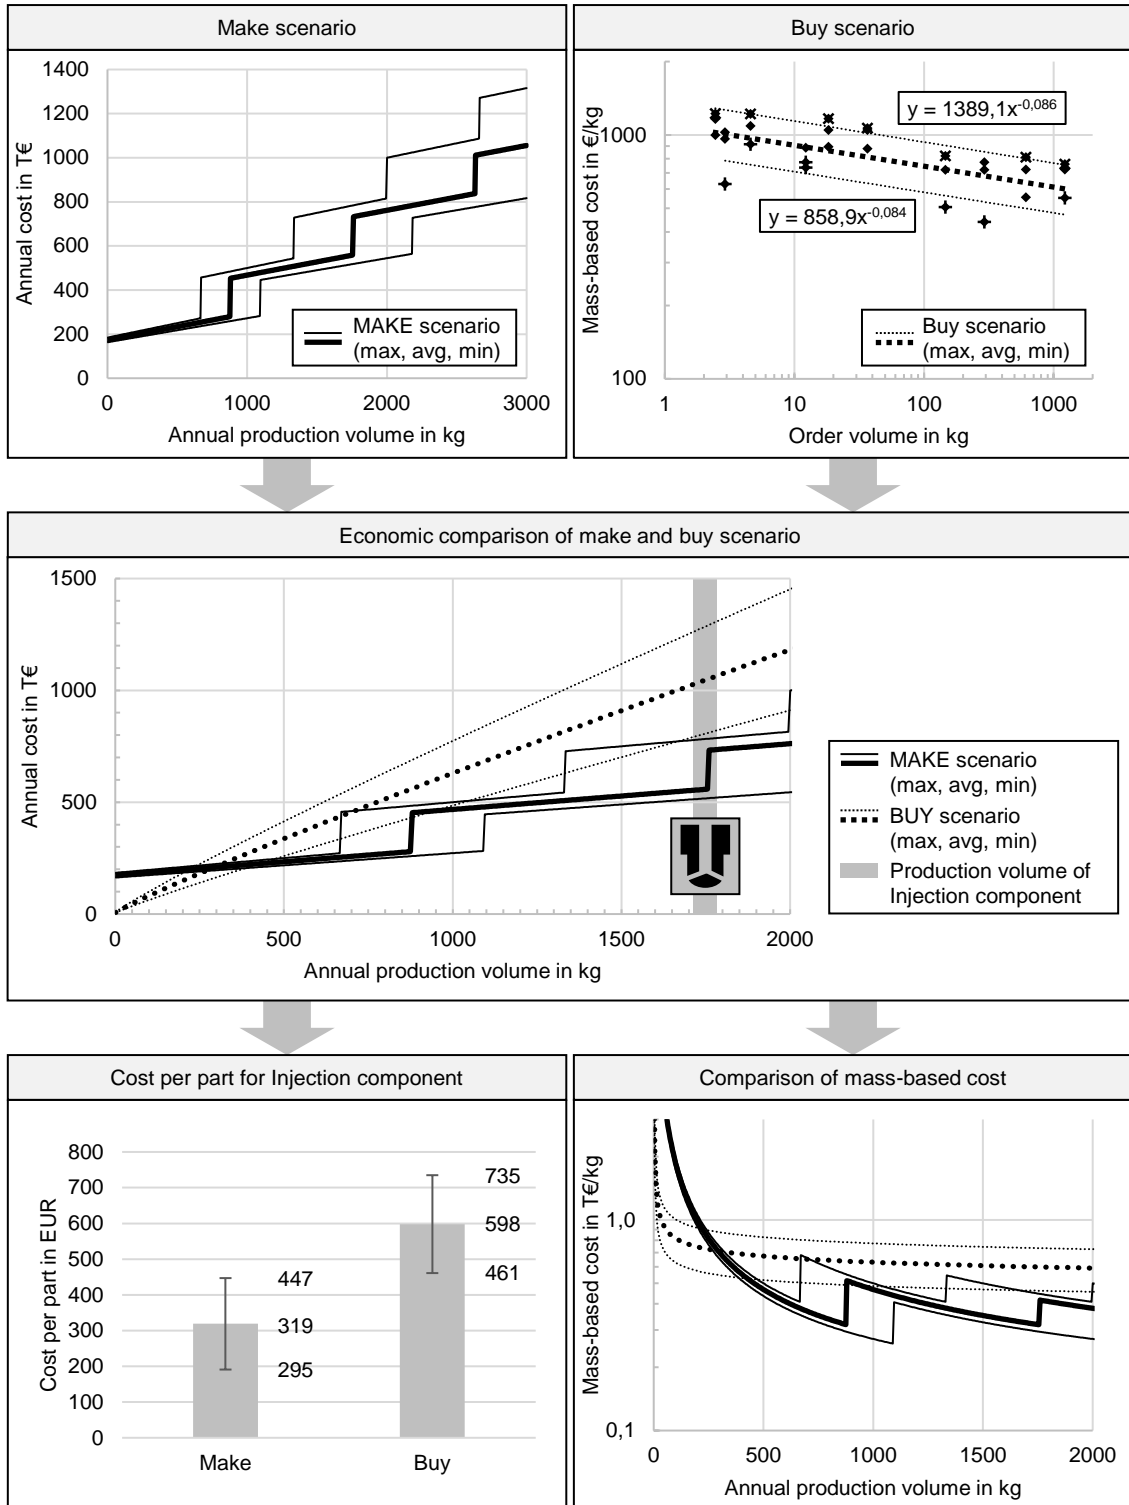 Make scenario
1400
1200
1000
800
600
400
200
0
Annual cost in T€
MAKE scenario
(max, avg, min)
0 1000 2000 3000
Annual production volume in kg
Buy scenario
1000
100
Mass-based cost in €/kg
y = 1389,1x-0,086
y = 858,9x-0,084
Buy scenario
(max, avg, min)
1 10 100 1000
Order volume in kg
Economic comparison of make and buy scenario
1500
1000
500
0
Annual cost in T€
0 500 1000 1500 2000
Annual production volume in kg
MAKE scenario
(max, avg, min)
BUY scenario
(max, avg, min)
Production volume of
Injection component
Cost per part for Injection component
800
700
600
500
400
300
200
100
0
Cost per part in EUR
447
319
295
735
598
461
Make Buy
Comparison of mass-based cost
1,0
0,1
Mass-based cost in T€/kg
0 500 1000 1500 2000
Annual production volume in kg